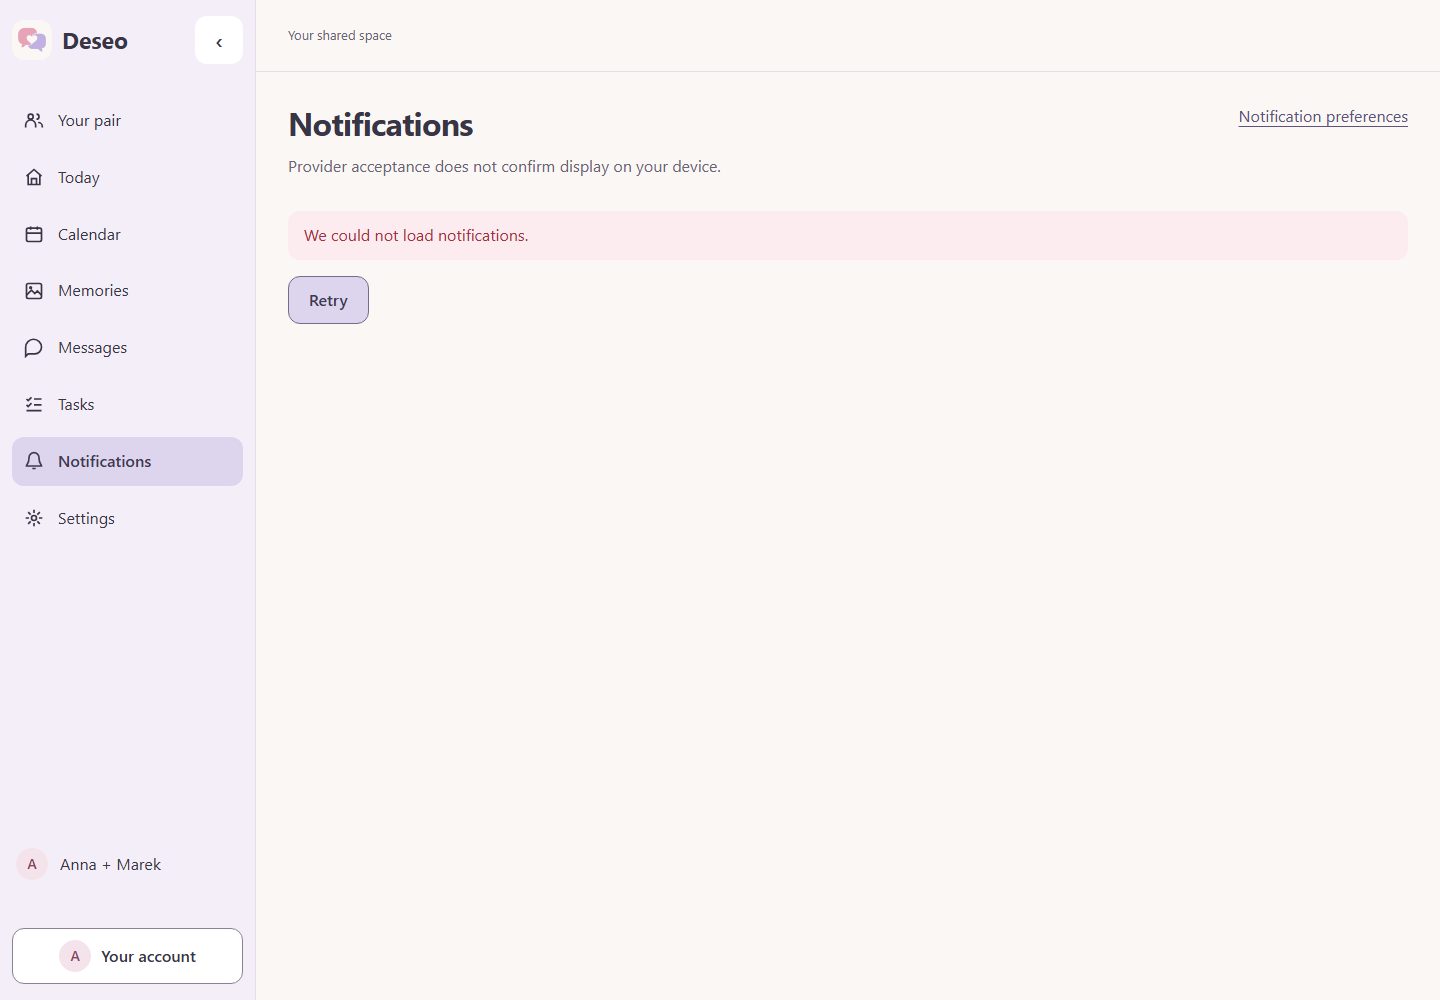 Deseo
‹
Your pair
Today
Calendar
Memories
Messages
Tasks
Notifications
Settings
A Anna + Marek
A Your account
Your shared space
Notifications
Notification preferences
Provider acceptance does not confirm display on your device.
We could not load notifications.
Retry